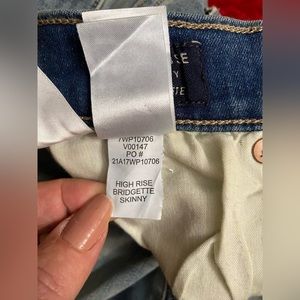 7WP10706
V00147
PO #
21A17WP10706
HIGH RISE
BRIDGETTE
SKINNY